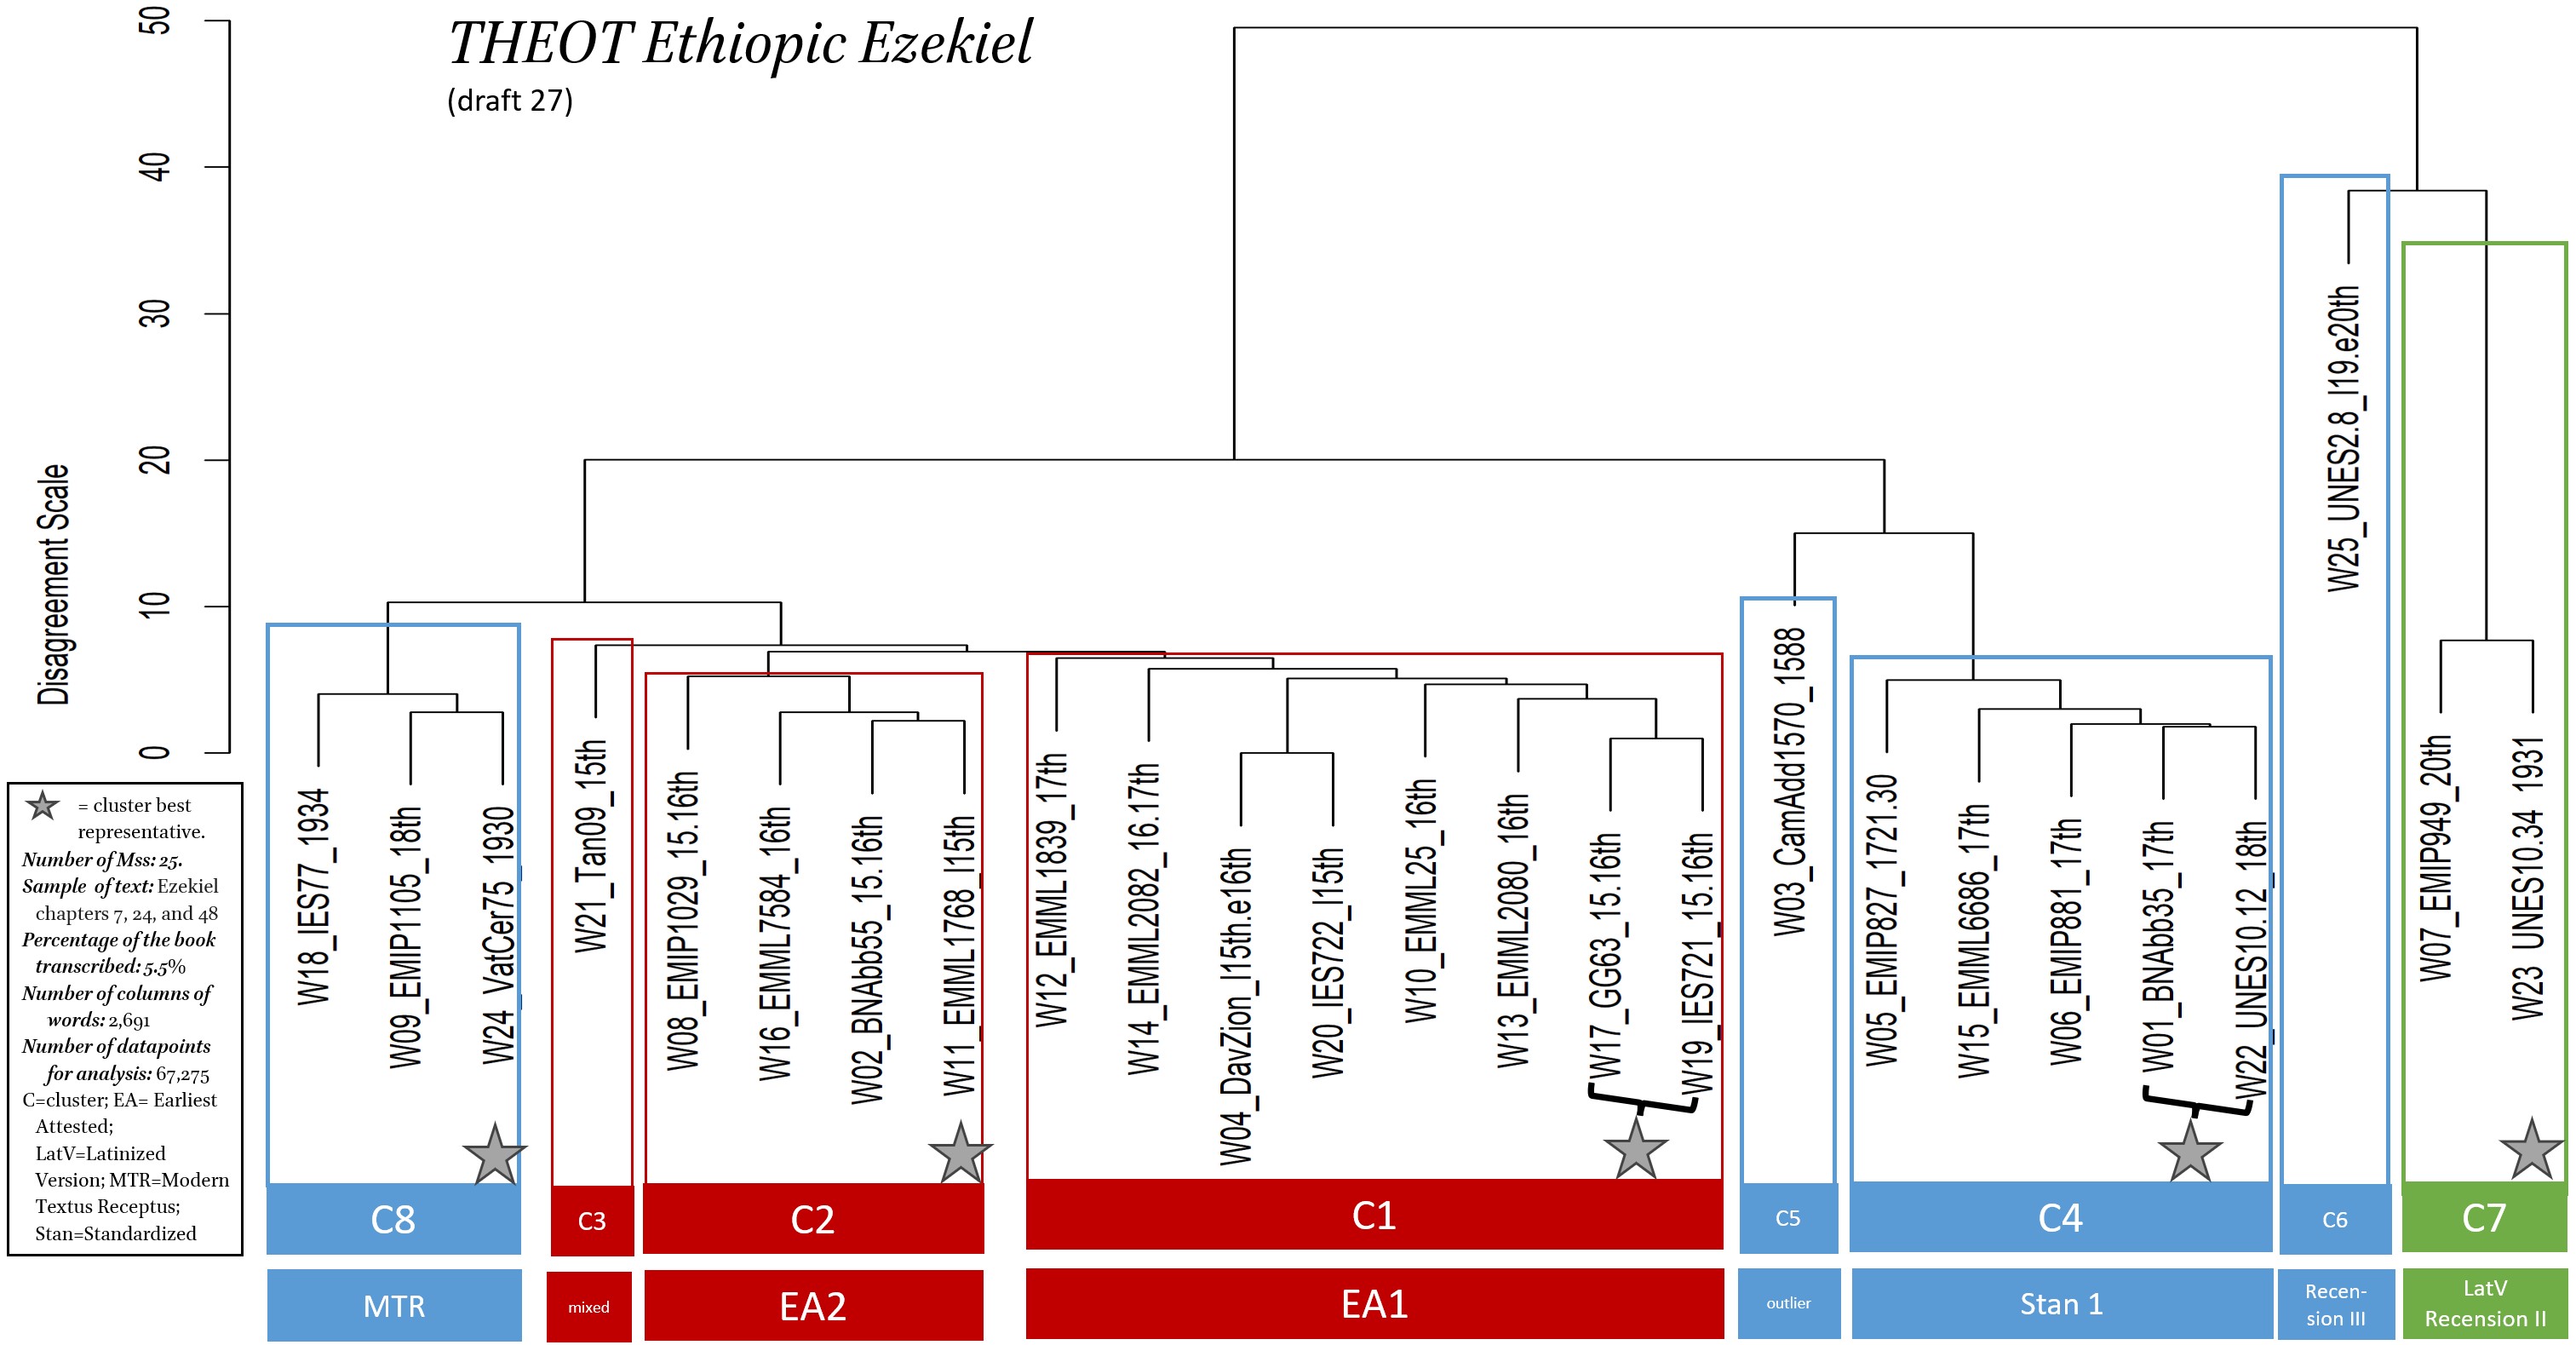 THEOT Ethiopic Ezekiel
(draft 27)
Disagreement Scale
50
40
30
20
10
0
= cluster best
representative.
Number of Mss: 25.
Sample of text: Ezekiel
chapters 7, 24, and 48
Percentage of the book
transcribed: 5.5%
Number of columns of
words: 2,691
Number of datapoints
for analysis: 67,275
C=cluster; EA= Earliest
Attested;
LatV=Latinized
Version; MTR=Modern
Textus Receptus;
Stan=Standardized
W18_IES77_1934
W09_EMIP1105_18th
W24_VatCer75_1930
W21_Tan09_15th
W08_EMIP1029_15.16th
W16_EMML7584_16th
W02_BNAbb55_15.16th
W11_EMML1768_l15th
W12_EMML1839_17th
W14_EMML2082_16.17th
W04_DavZion_l15th.e16th
W20_IES722_l15th
W10_EMML25_16th
W13_EMML2080_16th
W17_GG63_15.16th
W19_IES721_15.16th
W03_CamAdd1570_1588
W05_EMIP827_1721.30
W15_EMML6686_17th
W06_EMIP881_17th
W01_BNAbb35_17th
W22_UNES10.12_18th
W25_UNES2.8_l19.e20th
W07_EMIP949_20th
W23_UNES10.34_1931
C8
C3
C2
C1
C5
C4
C6
C7
MTR
mixed
EA2
EA1
outlier
Stan 1
Recen-
sion III
LatV
Recension II